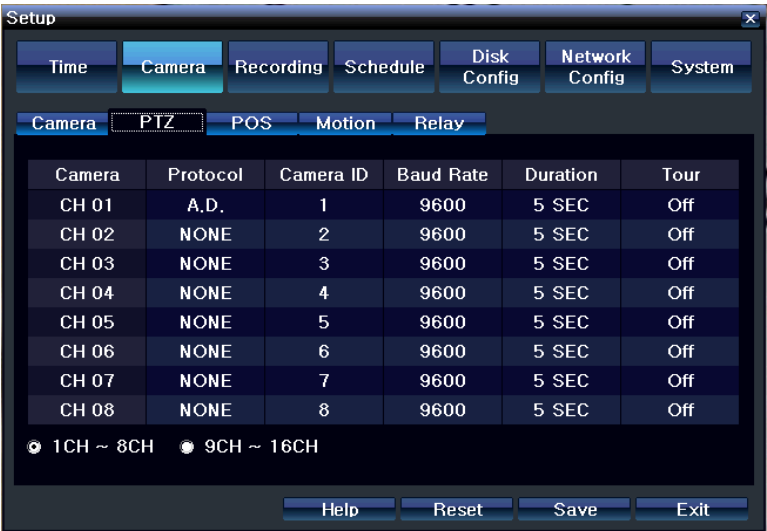 Setup
Time Camera Recording Schedule Disk Config Network Config System
Camera PTZ POS Motion Relay
Camera Protocol Camera ID Baud Rate Duration Tour
CH 01 A.D. 1 9600 5 SEC Off
CH 02 NONE 2 9600 5 SEC Off
CH 03 NONE 3 9600 5 SEC Off
CH 04 NONE 4 9600 5 SEC Off
CH 05 NONE 5 9600 5 SEC Off
CH 06 NONE 6 9600 5 SEC Off
CH 07 NONE 7 9600 5 SEC Off
CH 08 NONE 8 9600 5 SEC Off
1CH ~ 8CH 9CH ~ 16CH
Help Reset Save Exit